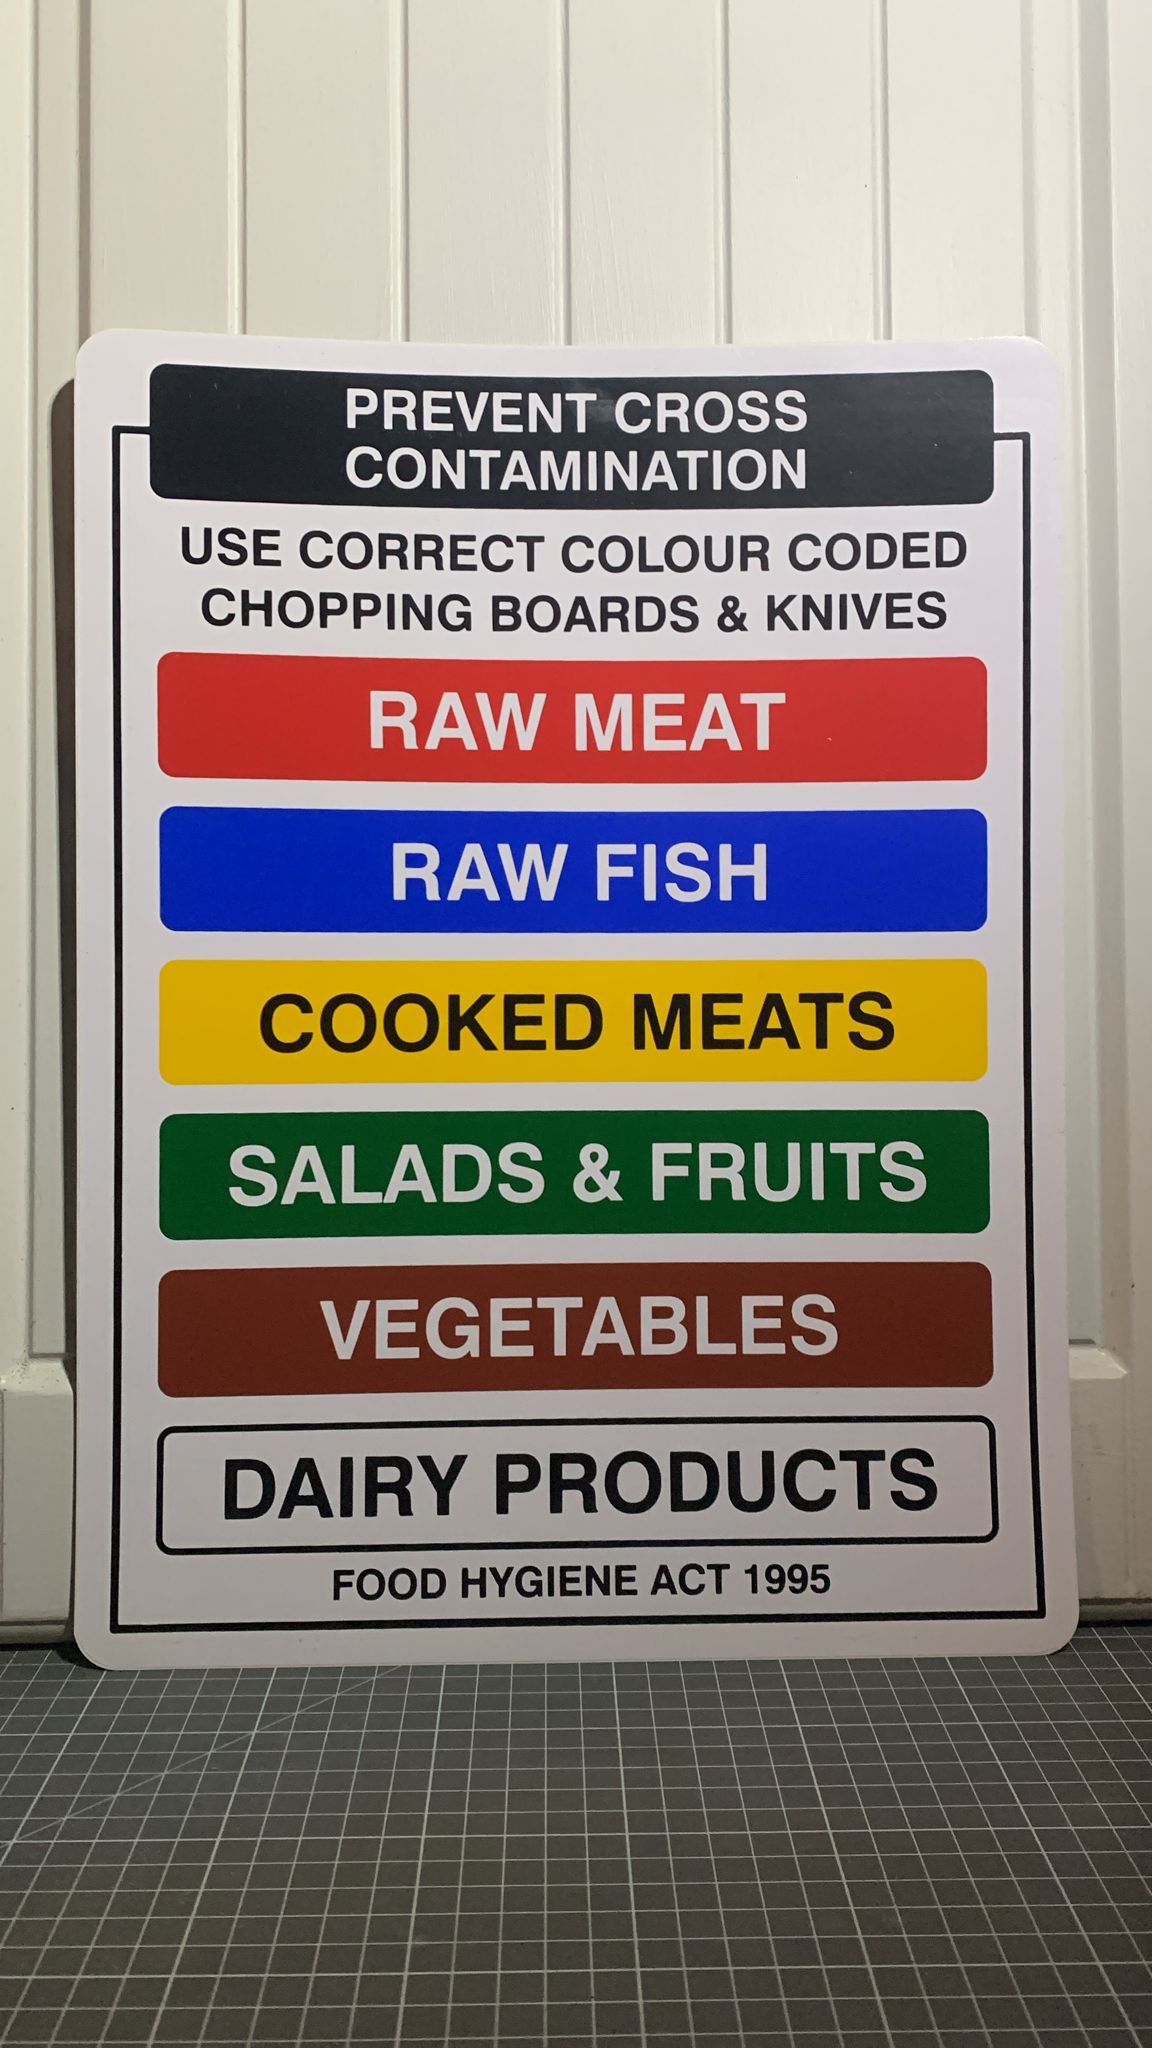 PREVENT CROSS
CONTAMINATION
USE CORRECT COLOUR CODED
CHOPPING BOARDS & KNIVES
RAW MEAT
RAW FISH
COOKED MEATS
SALADS & FRUITS
VEGETABLES
DAIRY PRODUCTS
FOOD HYGIENE ACT 1995